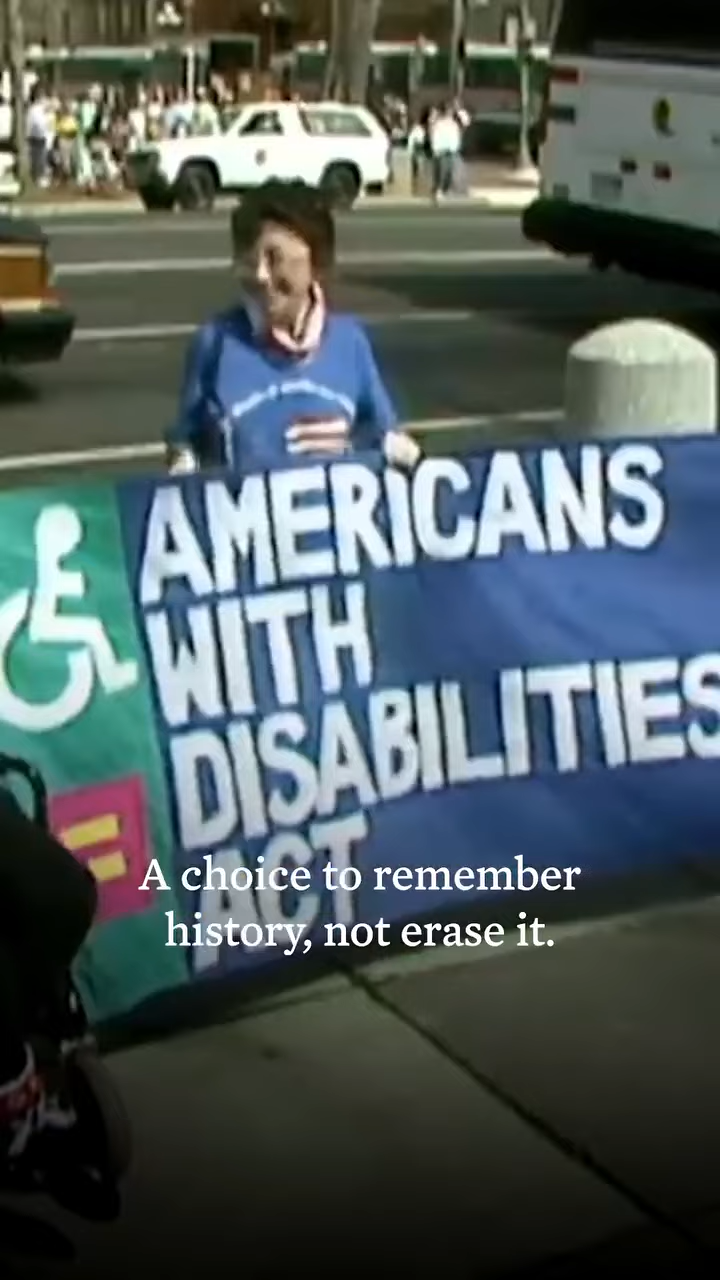 AMERICANS
WITH
DISABILITIES
ACT
A choice to remember
history, not erase it.